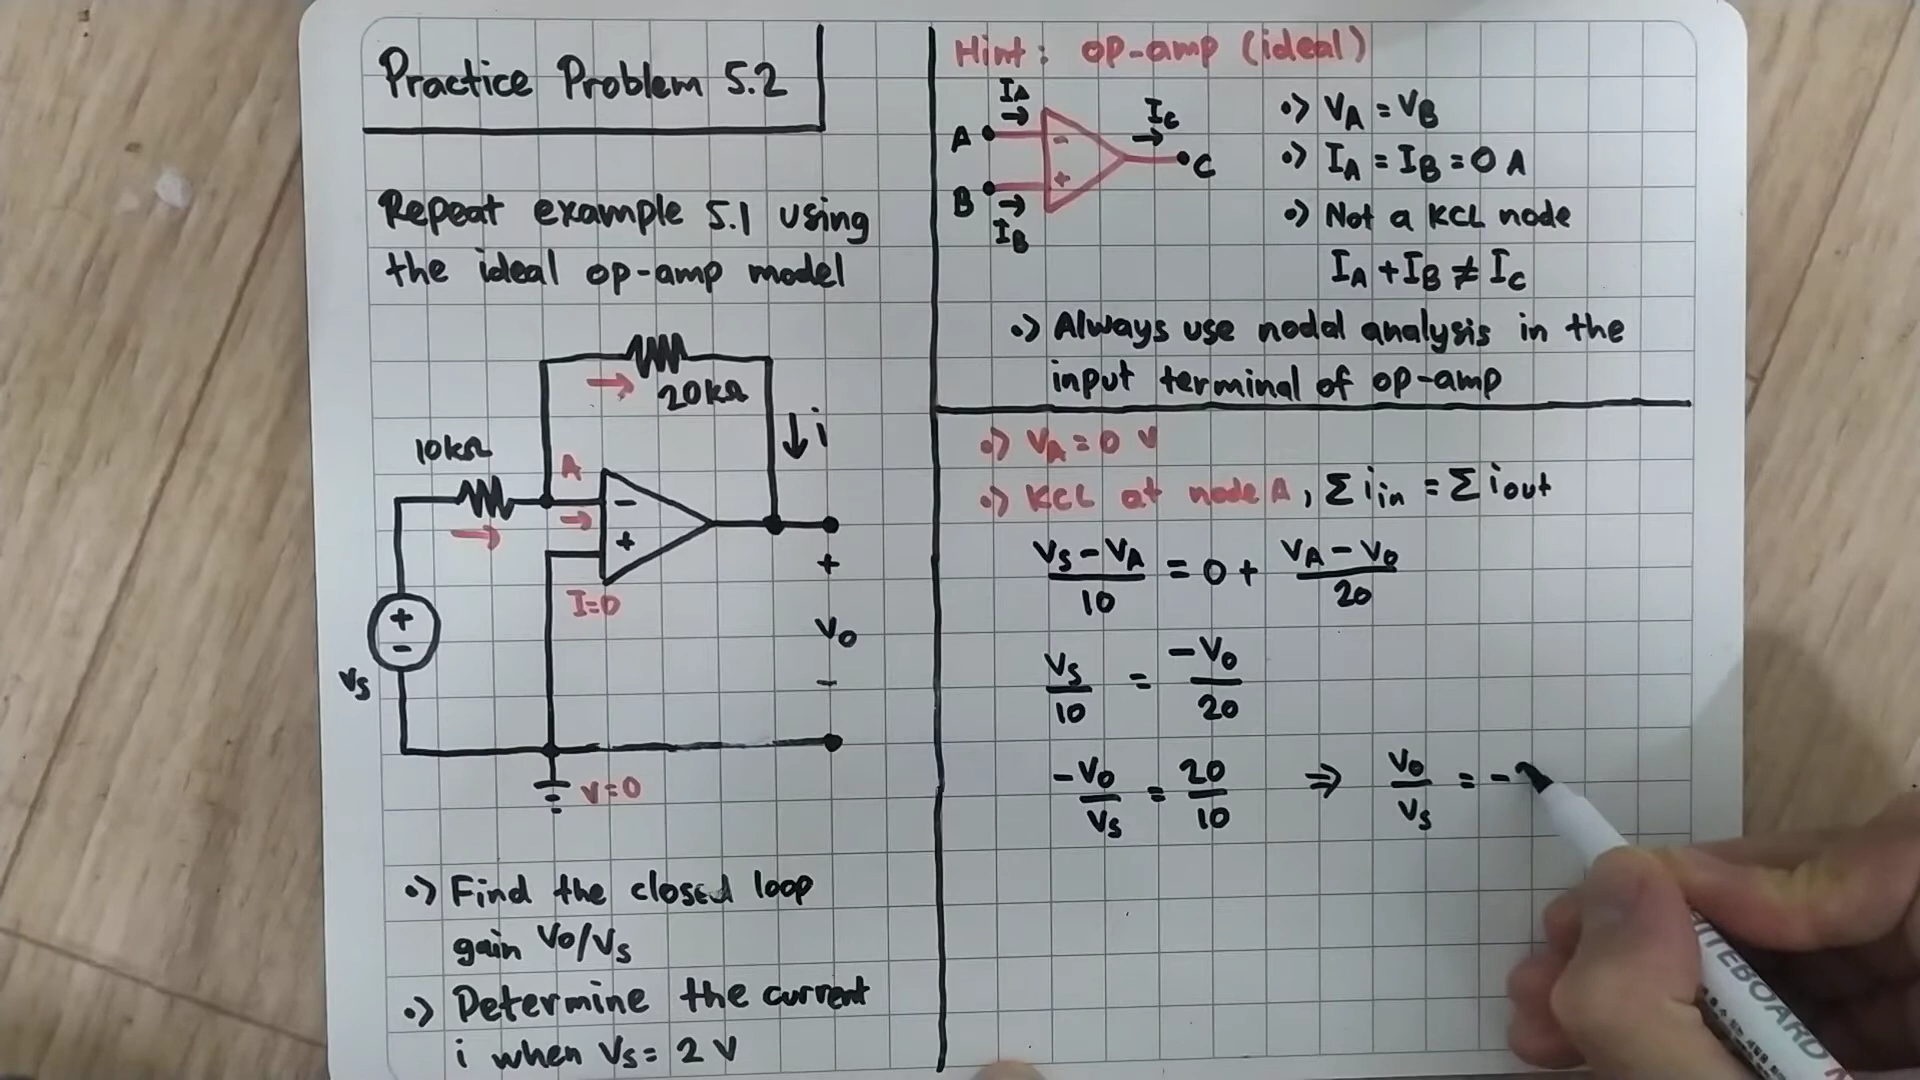 Practice Problem 5.2
Repeat example 5.1 using
the ideal op-amp model
20kΩ
↓ i
10kΩ
A
-
+
I=0
+
-
Vs
+
Vo
-
V=0
•) Find the closed loop
gain Vo/Vs
•) Determine the current
i when Vs = 2 V
Hint: op-amp (ideal)
IA
A
-
+
B
IB
IC
C
•) VA = VB
•) IA = IB = 0 A
•) Not a KCL node
IA + IB ≠ IC
•) Always use nodal analysis in the
input terminal of op-amp
•) VA = 0 V
•) KCL at node A, Σ iin = Σ iout
Vs - VA / 10 = 0 + VA - Vo / 20
Vs / 10 = -Vo / 20
-Vo / Vs = 20 / 10 ⇒ Vo / Vs = -